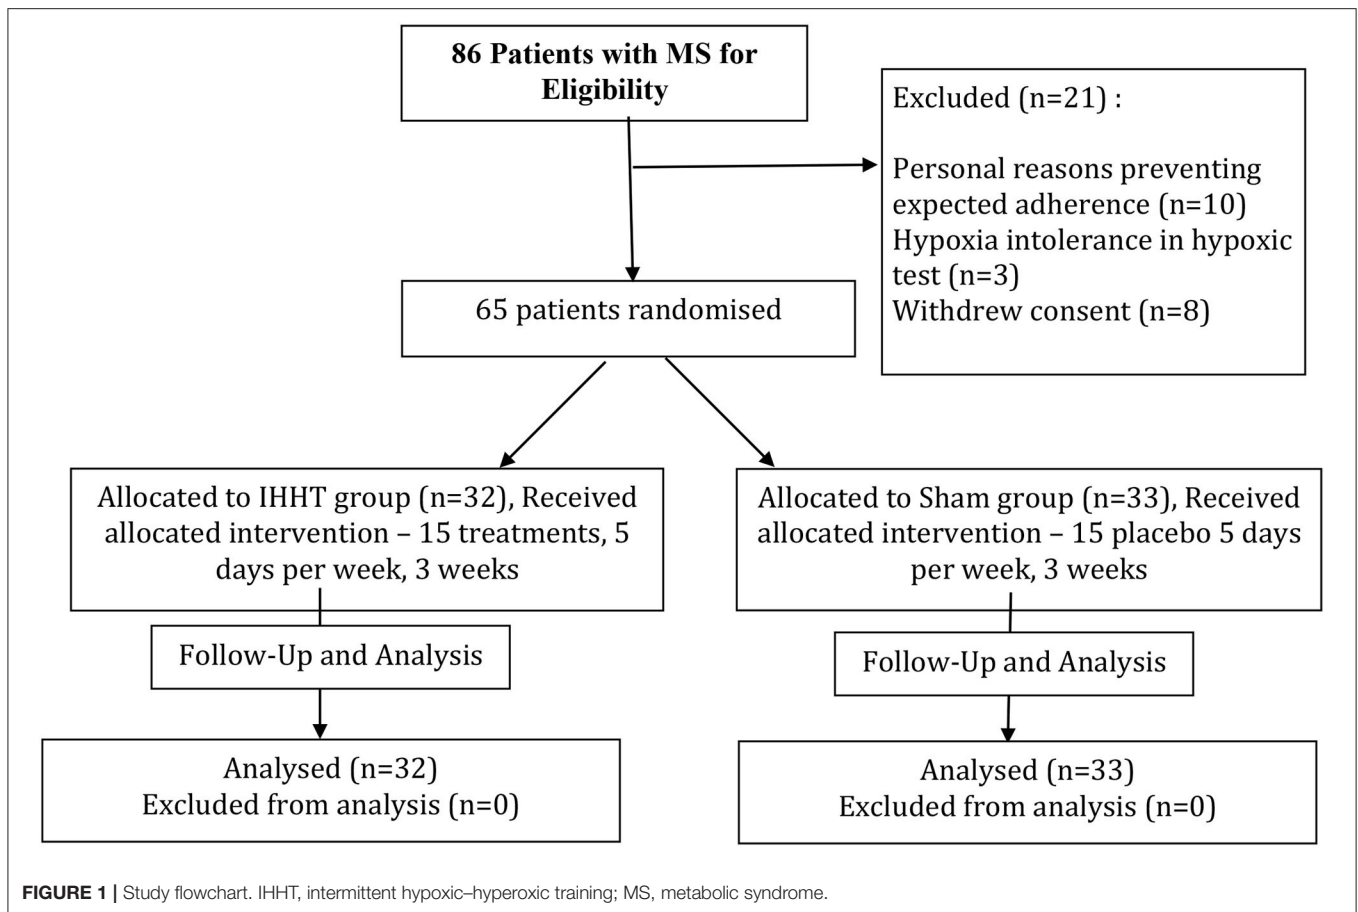 86 Patients with MS for
Eligibility
Excluded (n=21) :
Personal reasons preventing
expected adherence (n=10)
Hypoxia intolerance in hypoxic
test (n=3)
Withdrew consent (n=8)
65 patients randomised
Allocated to IHHT group (n=32), Received
allocated intervention – 15 treatments, 5
days per week, 3 weeks
Allocated to Sham group (n=33), Received
allocated intervention – 15 placebo 5 days
per week, 3 weeks
Follow-Up and Analysis
Follow-Up and Analysis
Analysed (n=32)
Excluded from analysis (n=0)
Analysed (n=33)
Excluded from analysis (n=0)
FIGURE 1 | Study flowchart. IHHT, intermittent hypoxic–hyperoxic training; MS, metabolic syndrome.